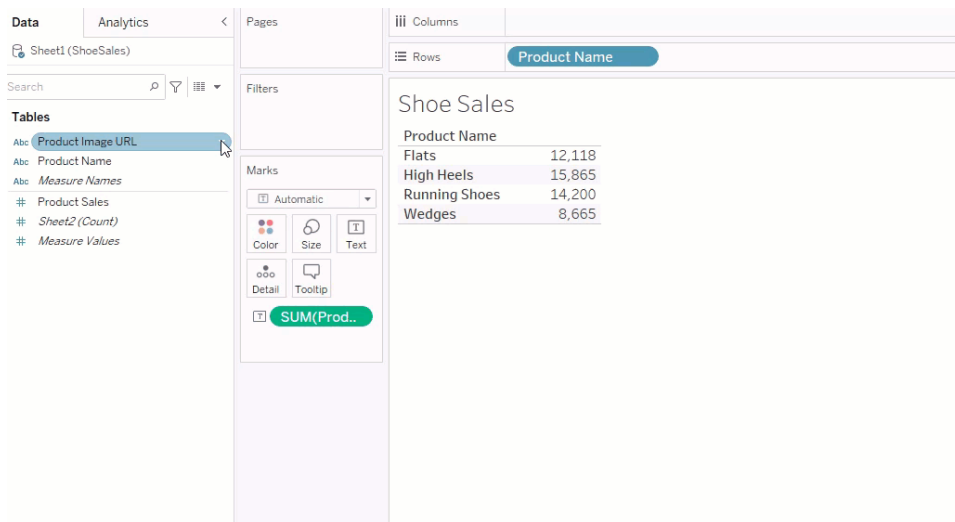 Data Analytics
Sheet1 (ShoeSales)
Search
Tables
Abc Product Image URL
Abc Product Name
Abc Measure Names
# Product Sales
# Sheet2 (Count)
# Measure Values
Pages
Filters
Marks
T Automatic
T
Color Size Text
Detail Tooltip
T SUM(Prod..
iii Columns
Rows Product Name
Shoe Sales
Product Name
Flats 12,118
High Heels 15,865
Running Shoes 14,200
Wedges 8,665